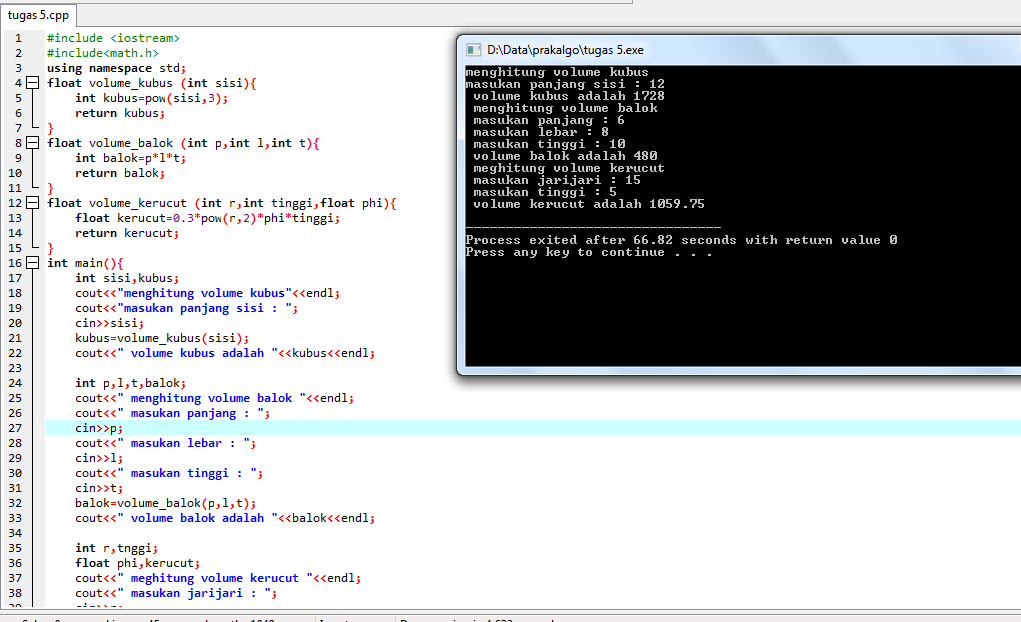 tugas 5.cpp
1 #include <iostream>
2 #include<math.h>
3 using namespace std;
4 float volume_kubus (int sisi){
5 int kubus=pow(sisi,3);
6 return kubus;
7 }
8 float volume_balok (int p,int l,int t){
9 int balok=p*l*t;
10 return balok;
11 }
12 float volume_kerucut (int r,int tinggi,float phi){
13 float kerucut=0.3*pow(r,2)*phi*tinggi;
14 return kerucut;
15 }
16 int main(){
17 int sisi,kubus;
18 cout<<"menghitung volume kubus"<<endl;
19 cout<<"masukan panjang sisi : ";
20 cin>>sisi;
21 kubus=volume_kubus(sisi);
22 cout<<" volume kubus adalah "<<kubus<<endl;
23
24 int p,l,t,balok;
25 cout<<" menghitung volume balok "<<endl;
26 cout<<" masukan panjang : ";
27 cin>>p;
28 cout<<" masukan lebar : ";
29 cin>>l;
30 cout<<" masukan tinggi : ";
31 cin>>t;
32 balok=volume_balok(p,l,t);
33 cout<<" volume balok adalah "<<balok<<endl;
34
35 int r,tnggi;
36 float phi,kerucut;
37 cout<<" meghitung volume kerucut "<<endl;
38 cout<<" masukan jarijari : ";
D:\Data\prakalgo\tugas 5.exe
menghitung volume kubus
masukan panjang sisi : 12
volume kubus adalah 1728
menghitung volume balok
masukan panjang : 6
masukan lebar : 8
masukan tinggi : 10
volume balok adalah 480
meghitung volume kerucut
masukan jarijari : 15
masukan tinggi : 5
volume kerucut adalah 1059.75
--------------------------------
Process exited after 66.82 seconds with return value 0
Press any key to continue . . .